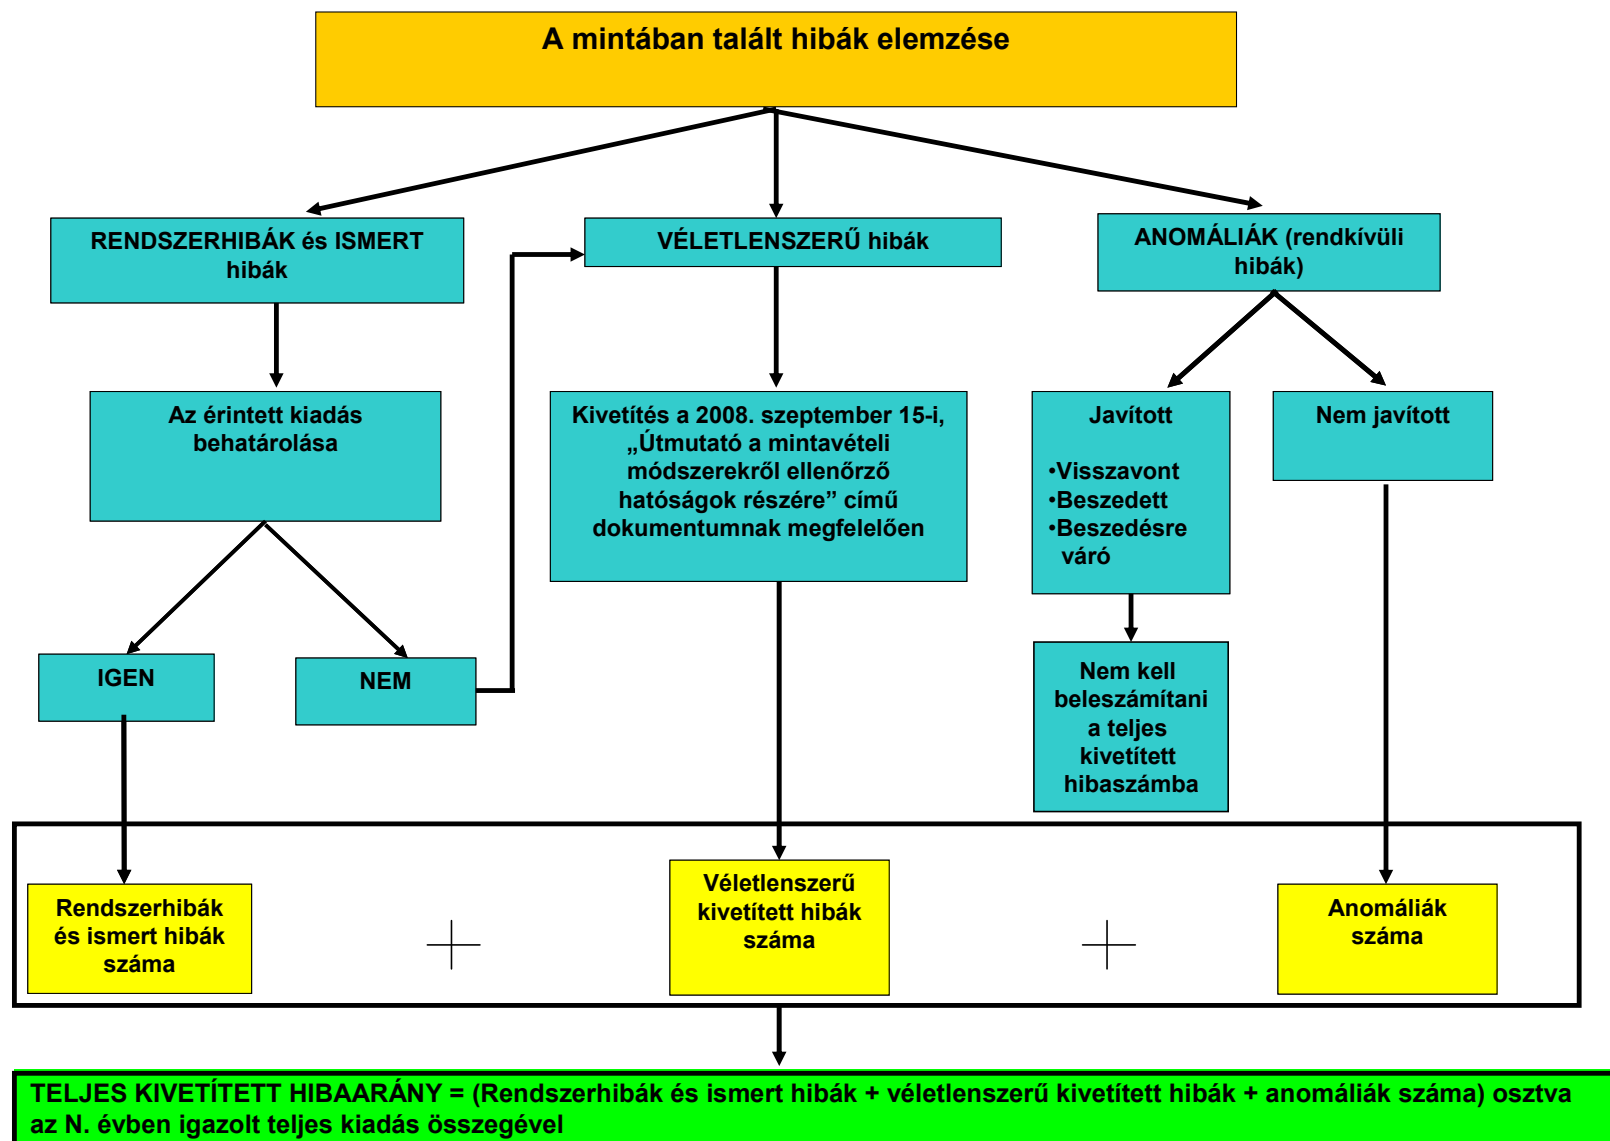 A mintában talált hibák elemzése
RENDSZERHIBÁK és ISMERT
hibák
VÉLETLENSZERŰ hibák
ANOMÁLIÁK (rendkívüli
hibák)
Az érintett kiadás
behatárolása
Kivetítés a 2008. szeptember 15-i,
„Útmutató a mintavételi
módszerekről ellenőrző
hatóságok részére” című
dokumentumnak megfelelően
Javított
•Visszavont
•Beszedett
•Beszedésre
váró
Nem javított
IGEN
NEM
Nem kell
beleszámítani
a teljes
kivetített
hibaszámba
Rendszerhibák
és ismert hibák
száma
Véletlenszerű
kivetített hibák
száma
Anomáliák
száma
TELJES KIVETÍTETT HIBAARÁNY = (Rendszerhibák és ismert hibák + véletlenszerű kivetített hibák + anomáliák száma) osztva
az N. évben igazolt teljes kiadás összegével